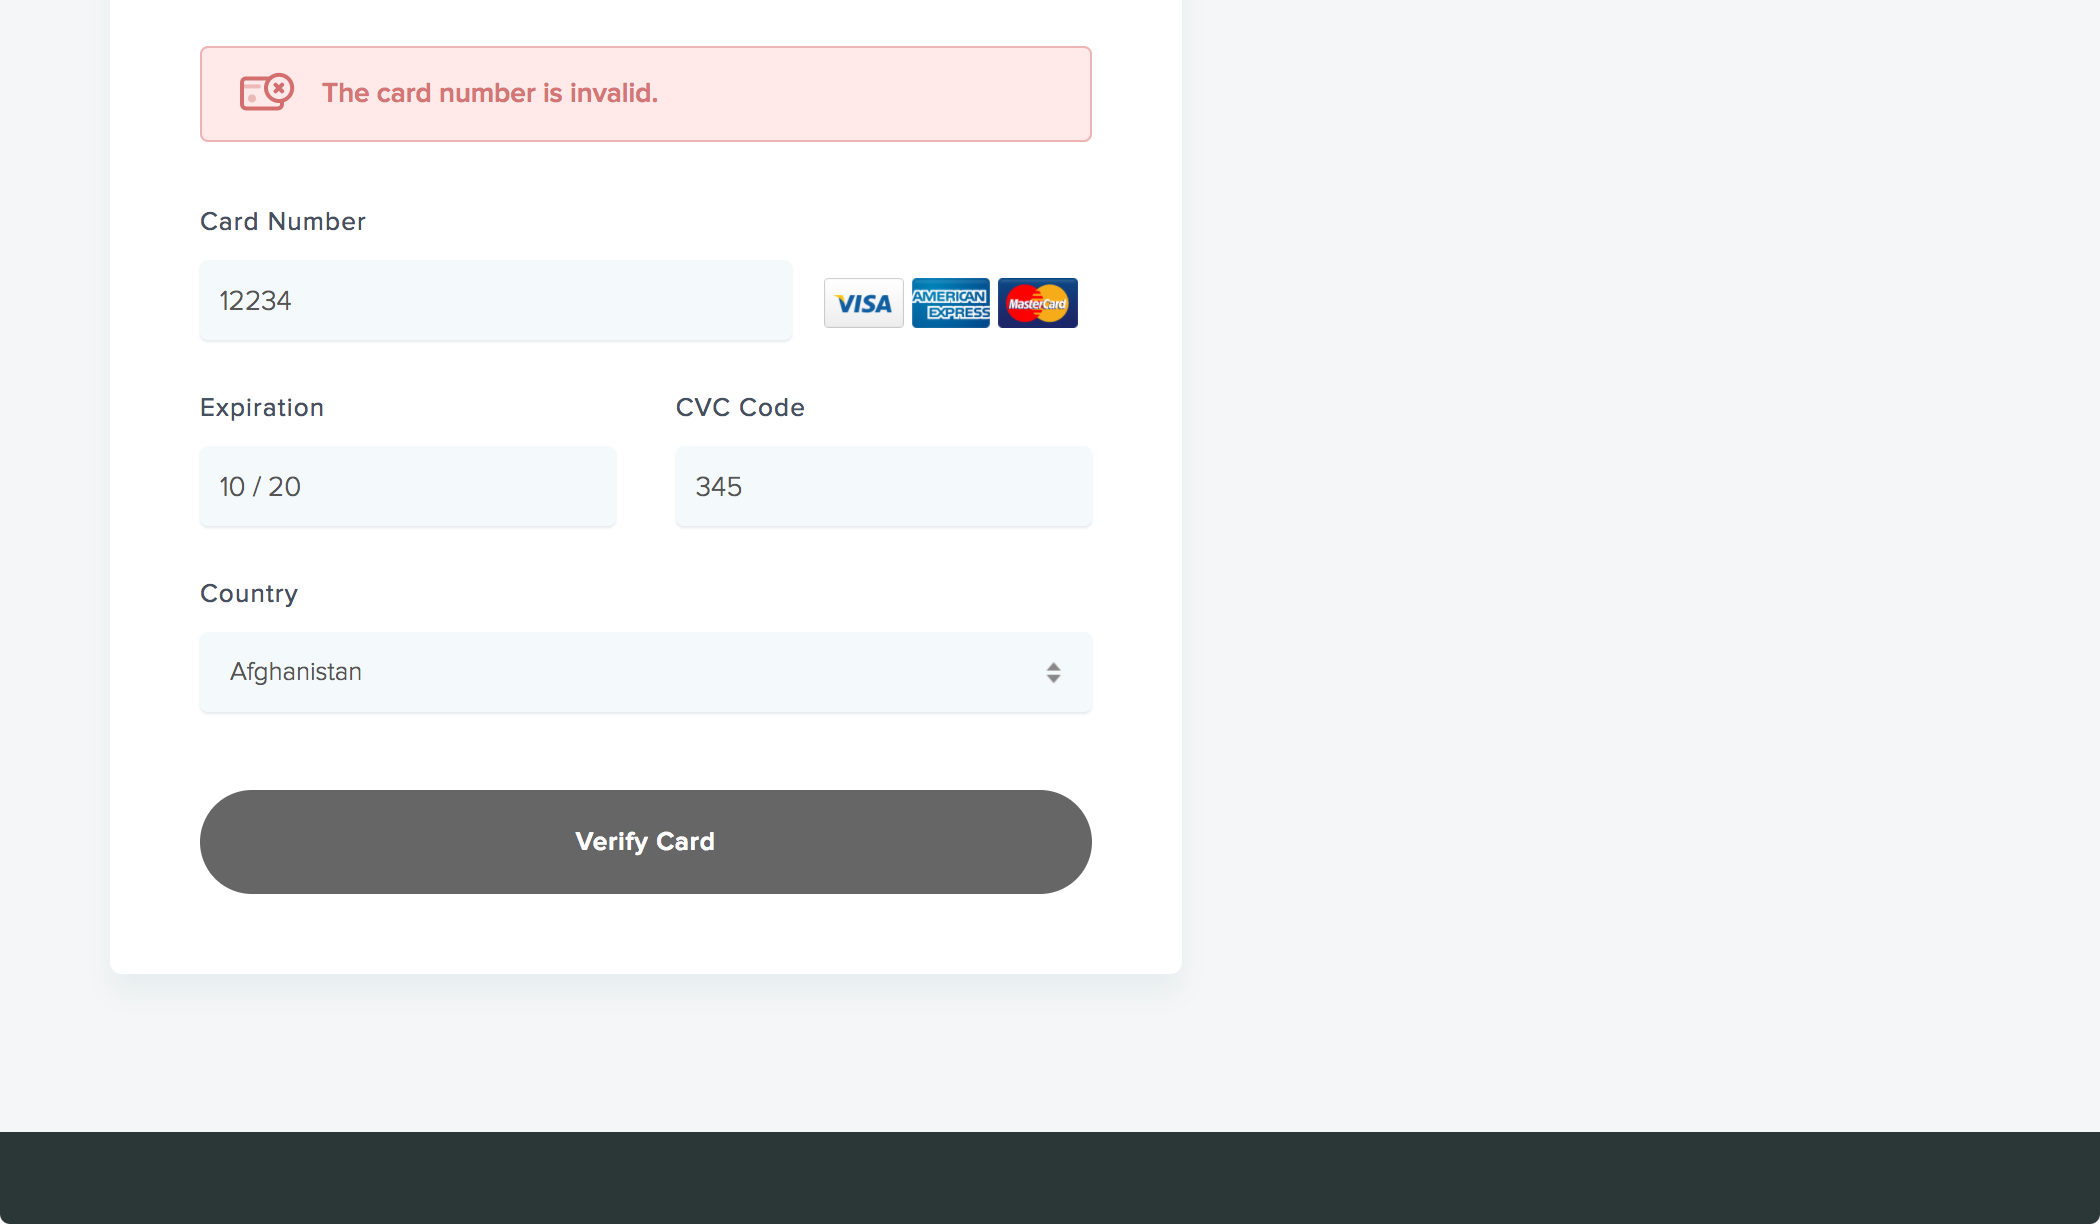 The card number is invalid.
Card Number
12234
VISA
AMERICAN EXPRESS
MasterCard
Expiration
CVC Code
10 / 20
345
Country
Afghanistan
Verify Card